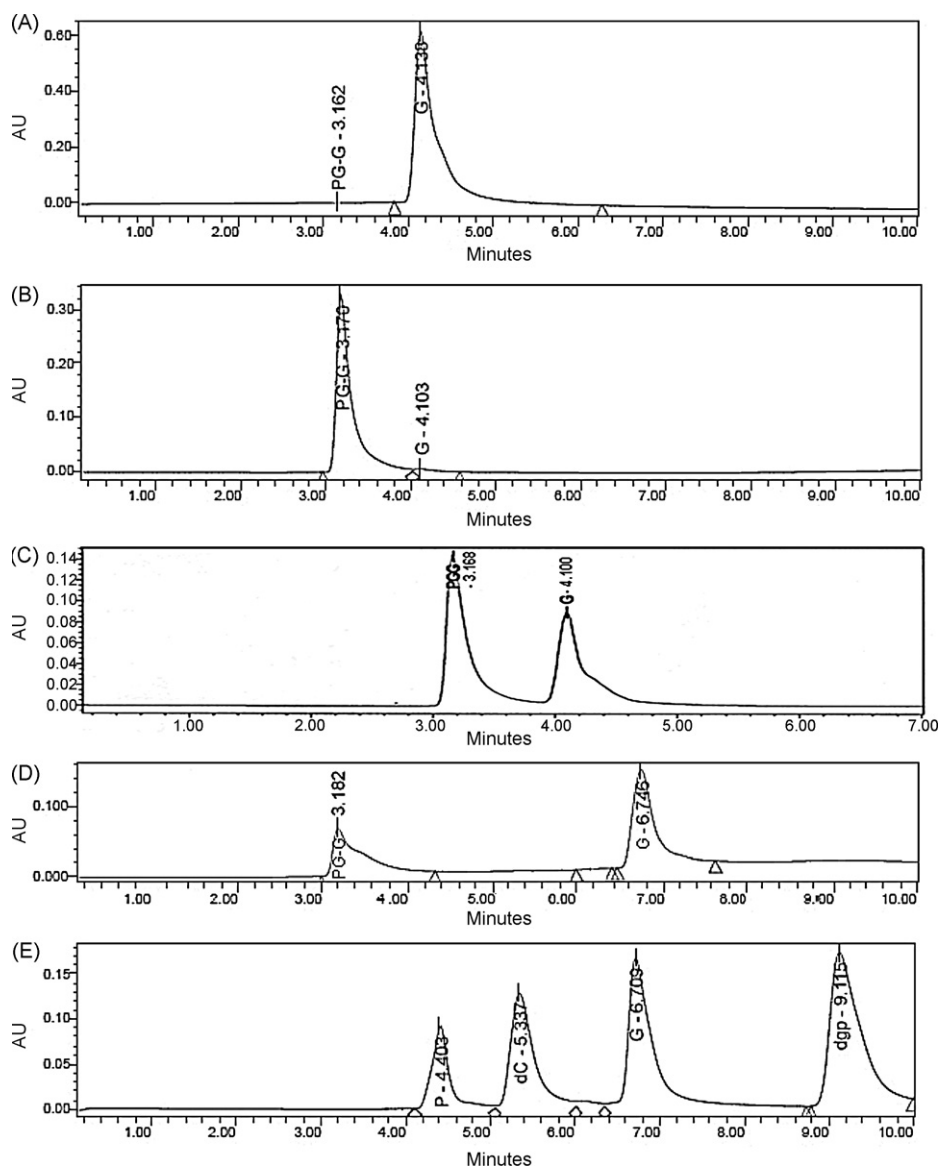 (A)
0.60
0.40
0.20
0.00
AU
PG-G - 3.162
G - 4.138
1.00 2.00 3.00 4.00 5.00 6.00 7.00 8.00 9.00 10.00
Minutes
(B)
0.30
0.20
0.10
0.00
AU
PG-G - 3.170
G - 4.103
1.00 2.00 3.00 4.00 5.00 6.00 7.00 8.00 9.00 10.00
Minutes
(C)
0.14
0.12
0.10
0.08
0.06
0.04
0.02
0.00
AU
PGG
- 3.168
G - 4.100
1.00 2.00 3.00 4.00 5.00 6.00 7.00
Minutes
(D)
0.100
0.000
AU
PG-G - 3.182
G - 6.746
1.00 2.00 3.00 4.00 5.00 0.00 7.00 8.00 9.00 10.00
Minutes
(E)
0.15
0.10
0.05
0.00
AU
P - 4.403
dC - 5.337
G - 6.709
dgp - 9.115
1.00 2.00 3.00 4.00 5.00 6.00 7.00 8.00 9.00 10.00
Minutes